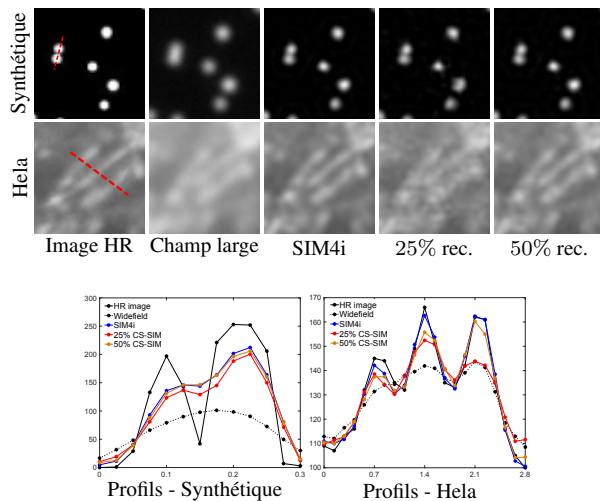 Synthétique
Hela
Image HR Champ large SIM4i 25% rec. 50% rec.
300
250
200
150
100
50
0
HR image
Widefield
SIM4i
25% CS-SIM
50% CS-SIM
0 0.1 0.2 0.3
Profils - Synthétique
170
160
150
140
130
120
110
100
HR image
Widefield
SIM4i
25% CS-SIM
50% CS-SIM
0 0.7 1.4 2.1 2.8
Profils - Hela